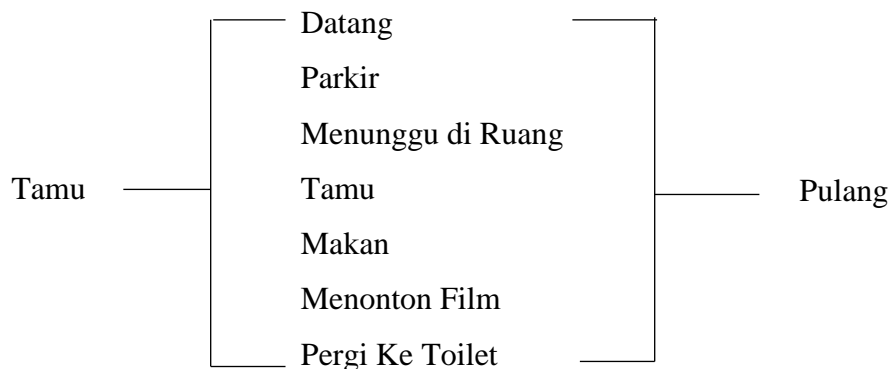 Datang
Parkir
Menunggu di Ruang
Tamu Tamu Pulang
Makan
Menonton Film
Pergi Ke Toilet